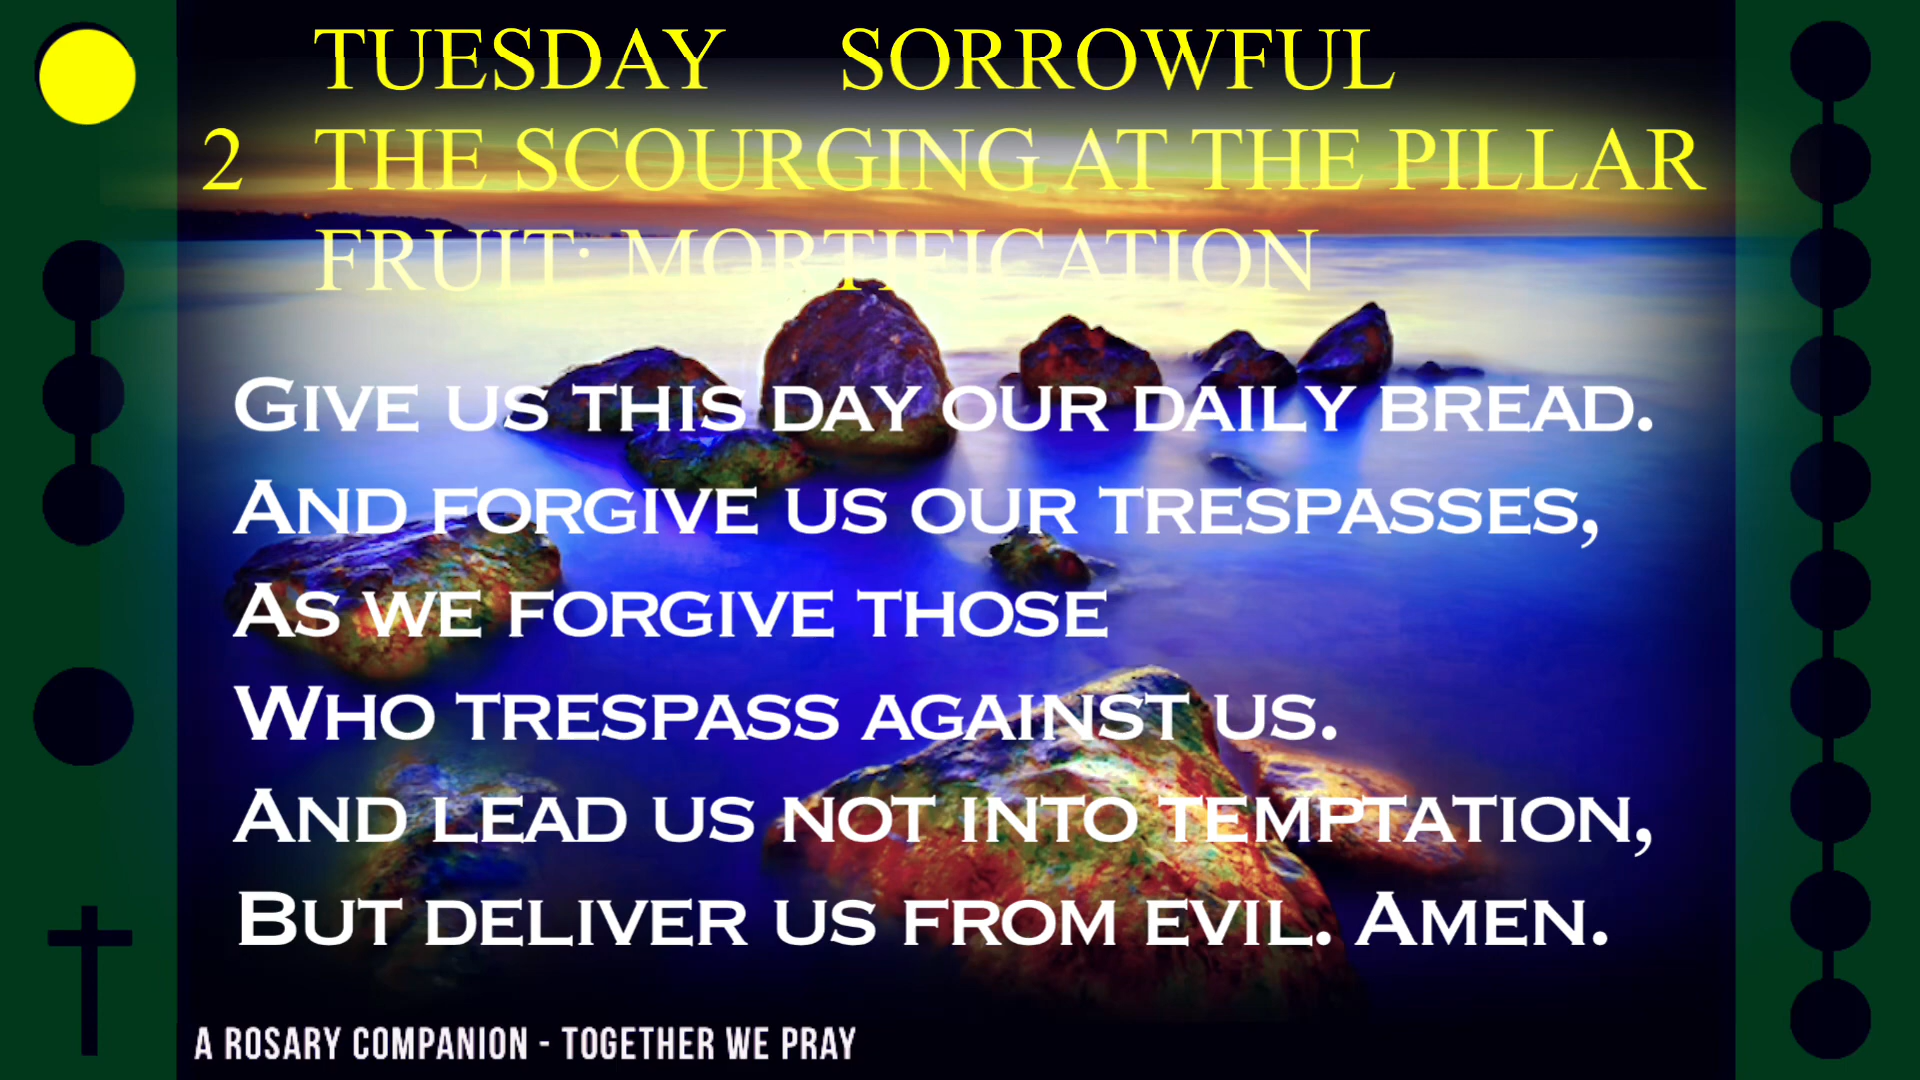 TUESDAY SORROWFUL
2 THE SCOURGING AT THE PILLAR
FRUIT: MORTIFICATION
GIVE US THIS DAY OUR DAILY BREAD.
AND FORGIVE US OUR TRESPASSES,
AS WE FORGIVE THOSE
WHO TRESPASS AGAINST US.
AND LEAD US NOT INTO TEMPTATION,
BUT DELIVER US FROM EVIL. AMEN.
A ROSARY COMPANION - TOGETHER WE PRAY